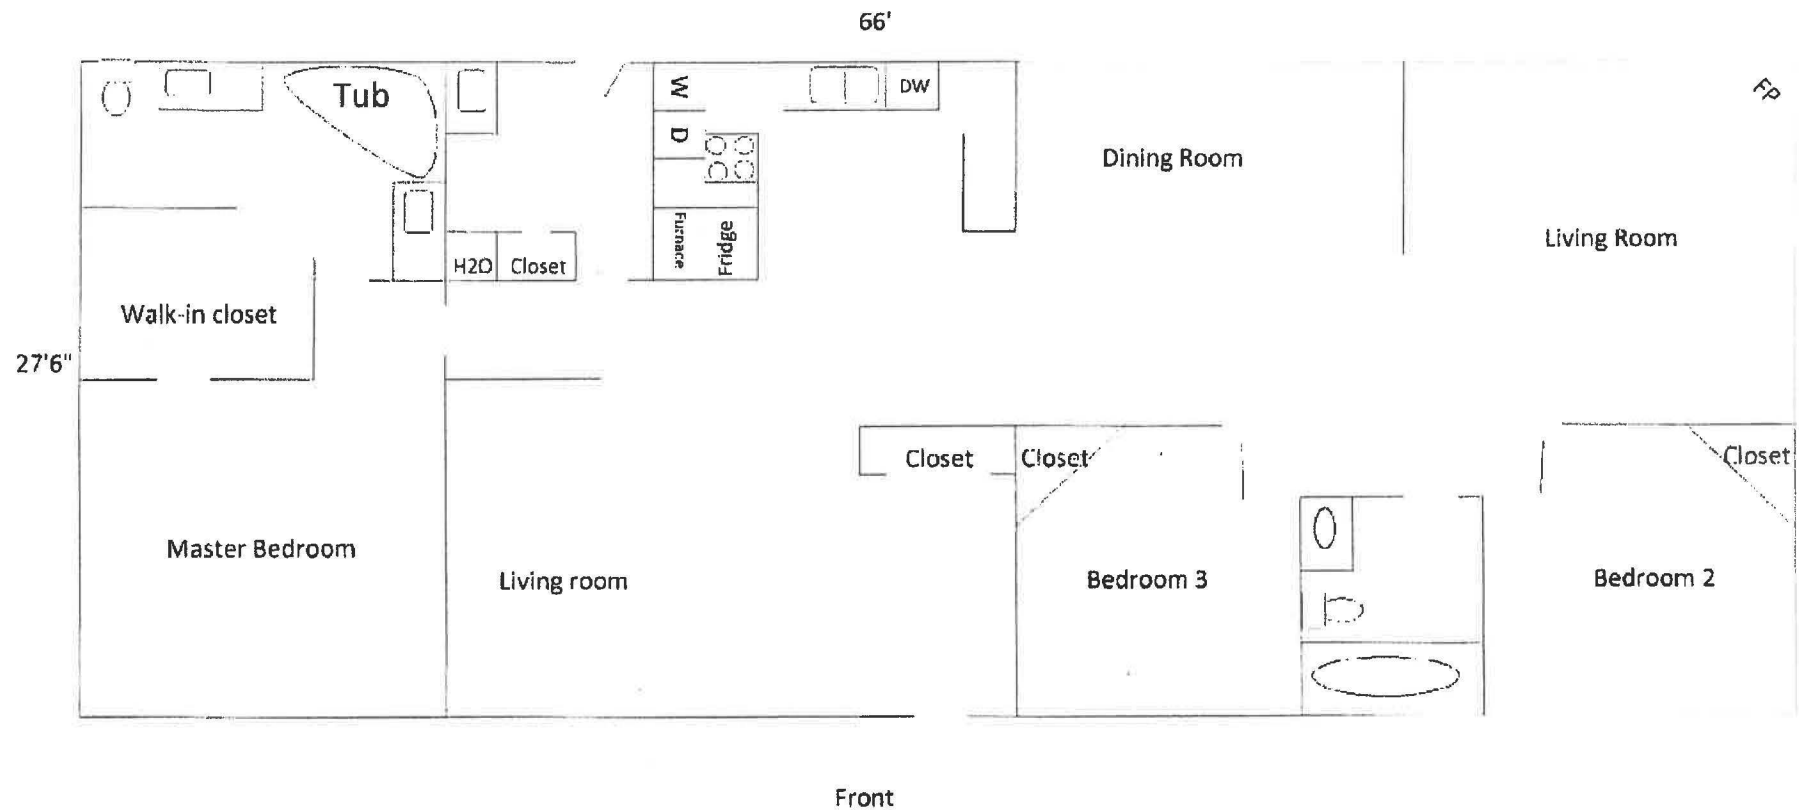 66'
Tub
W
DW
FP
D
Dining Room
Living Room
Furnace
Fridge
H2O
Closet
Walk-in closet
27'6"
Closet
Closet
Closet
Master Bedroom
Living room
Bedroom 3
Bedroom 2
Front